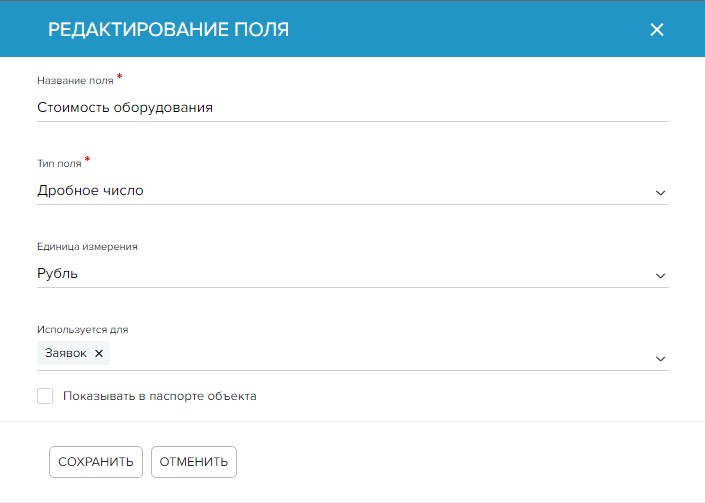 РЕДАКТИРОВАНИЕ ПОЛЯ
Название поля *
Стоимость оборудования
Тип поля *
Дробное число
Единица измерения
Рубль
Используется для
Заявок ×
Показывать в паспорте объекта
СОХРАНИТЬ ОТМЕНИТЬ